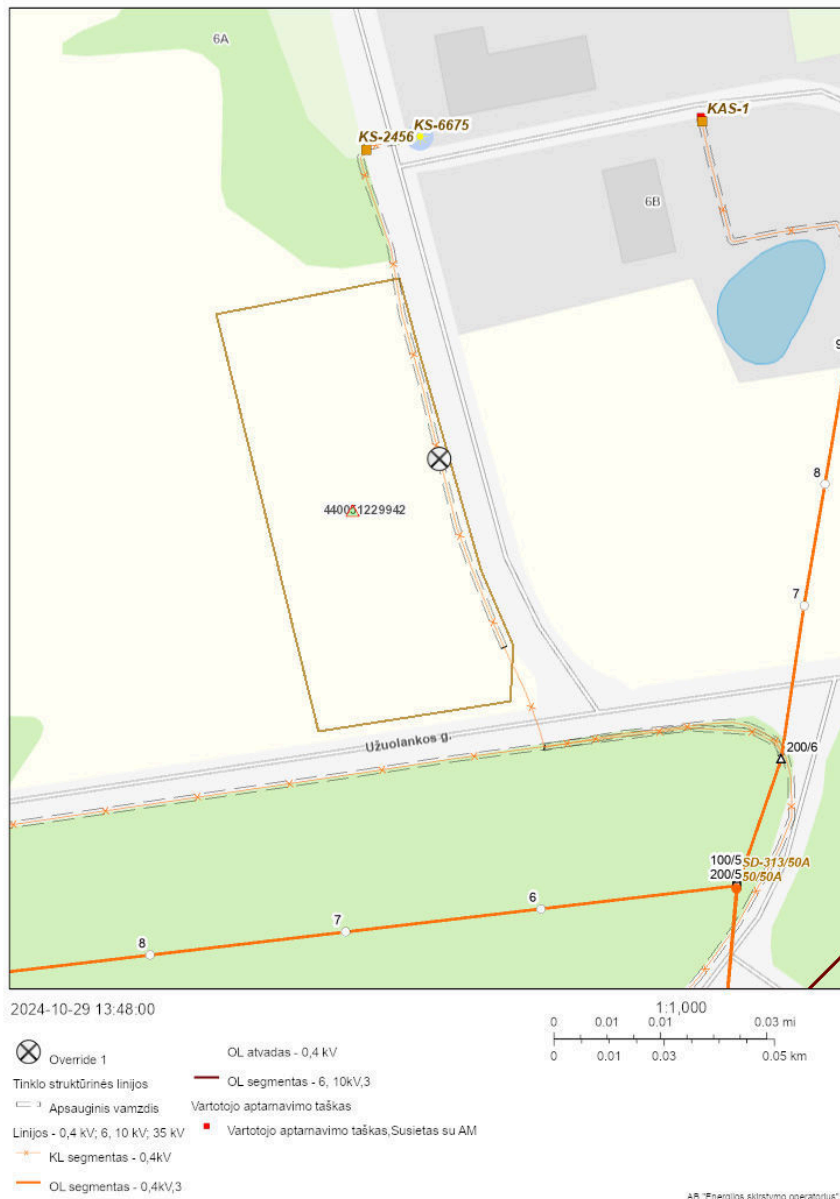 6A
KS-6675
KS-2456
KAS-1
6B
9
8
440051229942
7
Užuolankos g.
200/6
100/5 SD-313/50A
200/5 50/50A
6
7
8
2024-10-29 13:48:00
1:1,000
0 0.01 0.01 0.03 mi
0 0.01 0.03 0.05 km
Override 1
Tinklo struktūrinės linijos
Apsauginis vamzdis
Linijos - 0,4 kV; 6, 10 kV; 35 kV
KL segmentas - 0,4kV
OL segmentas - 0,4kV,3
OL atvadas - 0,4 kV
OL segmentas - 6, 10kV,3
Vartotojo aptarnavimo taškas
Vartotojo aptarnavimo taškas,Susietas su AM
AB "Energijos skirstymo operatorius"